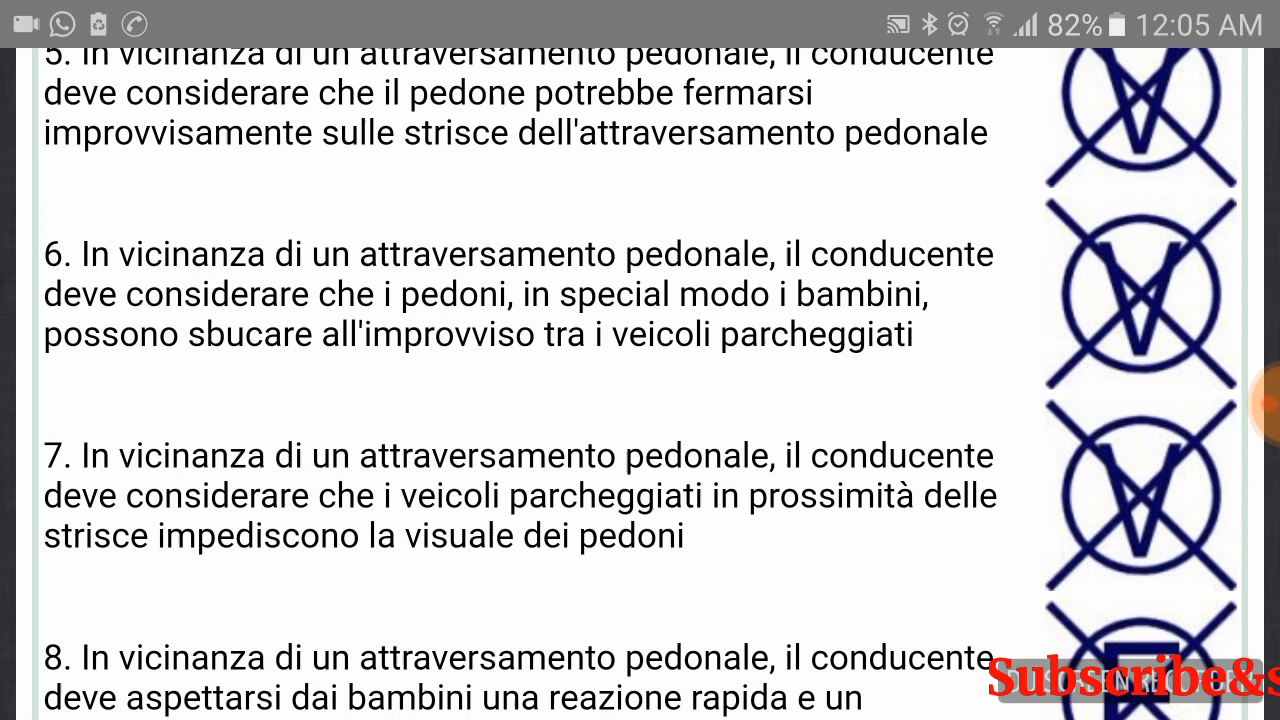 82% 12:05 AM
5. In vicinanza di un attraversamento pedonale, il conducente
deve considerare che il pedone potrebbe fermarsi
improvvisamente sulle strisce dell'attraversamento pedonale
V
6. In vicinanza di un attraversamento pedonale, il conducente
deve considerare che i pedoni, in special modo i bambini,
possono sbucare all'improvviso tra i veicoli parcheggiati
V
7. In vicinanza di un attraversamento pedonale, il conducente
deve considerare che i veicoli parcheggiati in prossimità delle
strisce impediscono la visuale dei pedoni
V
8. In vicinanza di un attraversamento pedonale, il conducente
deve aspettarsi dai bambini una reazione rapida e un
F
Subscribe&s